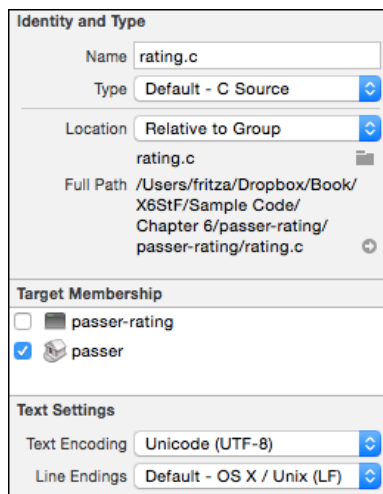 Identity and Type
Name rating.c
Type Default - C Source
Location Relative to Group
rating.c
Full Path /Users/fritza/Dropbox/Book/
X6StF/Sample Code/
Chapter 6/passer-rating/
passer-rating/rating.c
Target Membership
passer-rating
passer
Text Settings
Text Encoding Unicode (UTF-8)
Line Endings Default - OS X / Unix (LF)